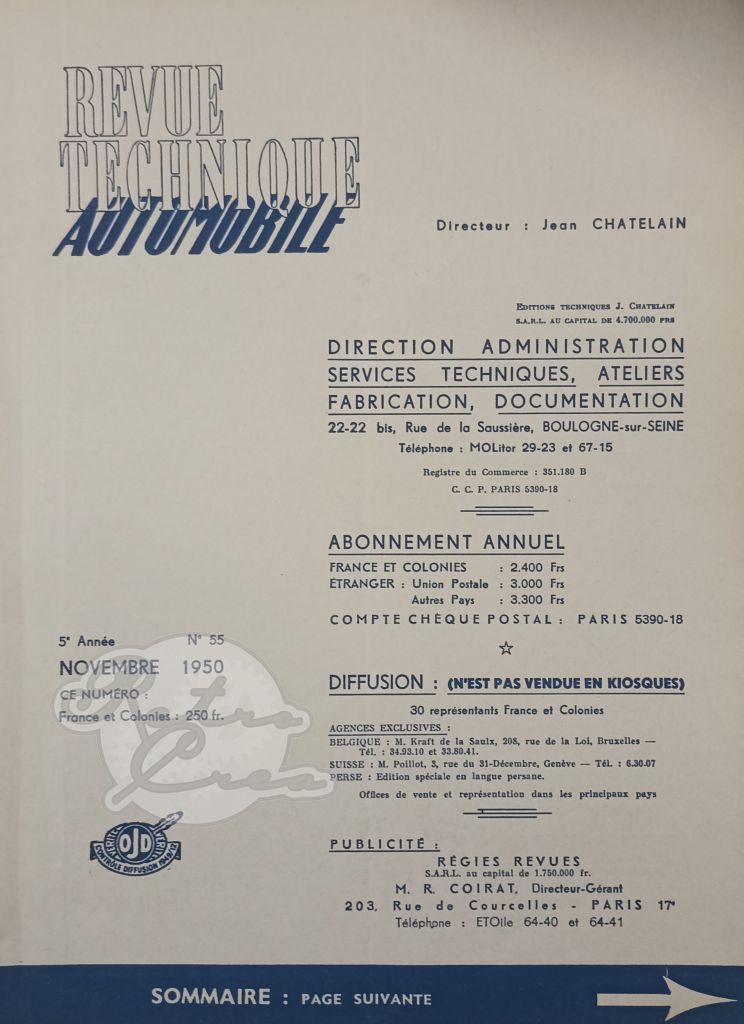 REVUE
TECHNIQUE
AUTOMOBILE
Directeur : Jean CHATELAIN
EDITIONS TECHNIQUES J. CHATELAIN
S.A.R.L. AU CAPITAL DE 4.700.000 FRS
DIRECTION ADMINISTRATION
SERVICES TECHNIQUES, ATELIERS
FABRICATION, DOCUMENTATION
22-22 bis, Rue de la Saussière, BOULOGNE-sur-SEINE
Téléphone : MOLitor 29-23 et 67-15
Registre du Commerce : 351.180 B
C. C. P. PARIS 5390-18
ABONNEMENT ANNUEL
FRANCE ET COLONIES : 2.400 Frs
ÉTRANGER : Union Postale : 3.000 Frs
Autres Pays : 3.300 Frs
COMPTE CHÈQUE POSTAL : PARIS 5390-18
5e Année N° 55
NOVEMBRE 1950
CE NUMÉRO :
France et Colonies : 250 fr.
Retro
Crea
DIFFUSION : (N'EST PAS VENDUE EN KIOSQUES)
30 représentants France et Colonies
AGENCES EXCLUSIVES :
BELGIQUE : M. Kraft de la Saulx, 208, rue de la Loi, Bruxelles —
Tél. : 34.93.10 et 33.80.41.
SUISSE : M. Poillot, 3, rue du 31-Décembre, Genève — Tél. : 6.30.07
PERSE : Edition spéciale en langue persane.
Offices de vente et représentation dans les principaux pays
OJD
CONTRÔLE DIFFUSION
PUBLICITÉ :
RÉGIES REVUES
S.A.R.L. au capital de 1.750.000 fr.
M. R. COIRAT, Directeur-Gérant
203, Rue de Courcelles - PARIS 17e
Téléphone : ETOile 64-40 et 64-41
SOMMAIRE : PAGE SUIVANTE